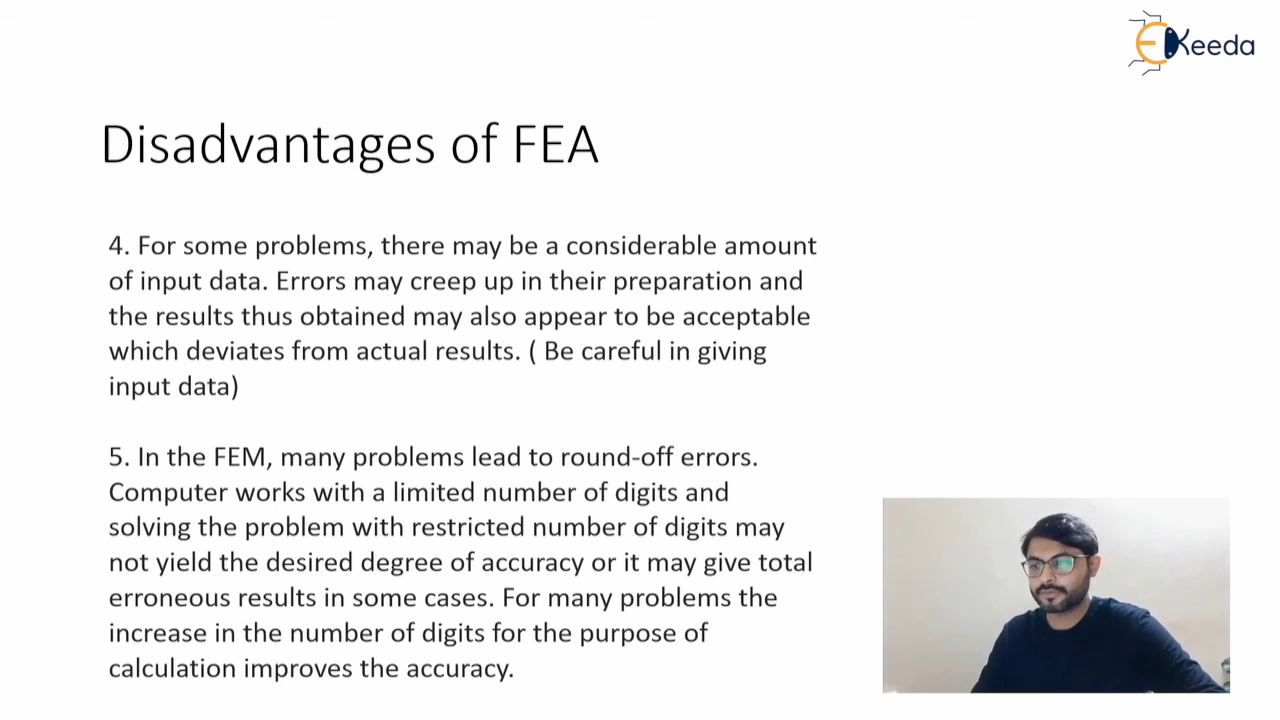 EKeeda
Disadvantages of FEA
4. For some problems, there may be a considerable amount
of input data. Errors may creep up in their preparation and
the results thus obtained may also appear to be acceptable
which deviates from actual results. ( Be careful in giving
input data)
5. In the FEM, many problems lead to round-off errors.
Computer works with a limited number of digits and
solving the problem with restricted number of digits may
not yield the desired degree of accuracy or it may give total
erroneous results in some cases. For many problems the
increase in the number of digits for the purpose of
calculation improves the accuracy.